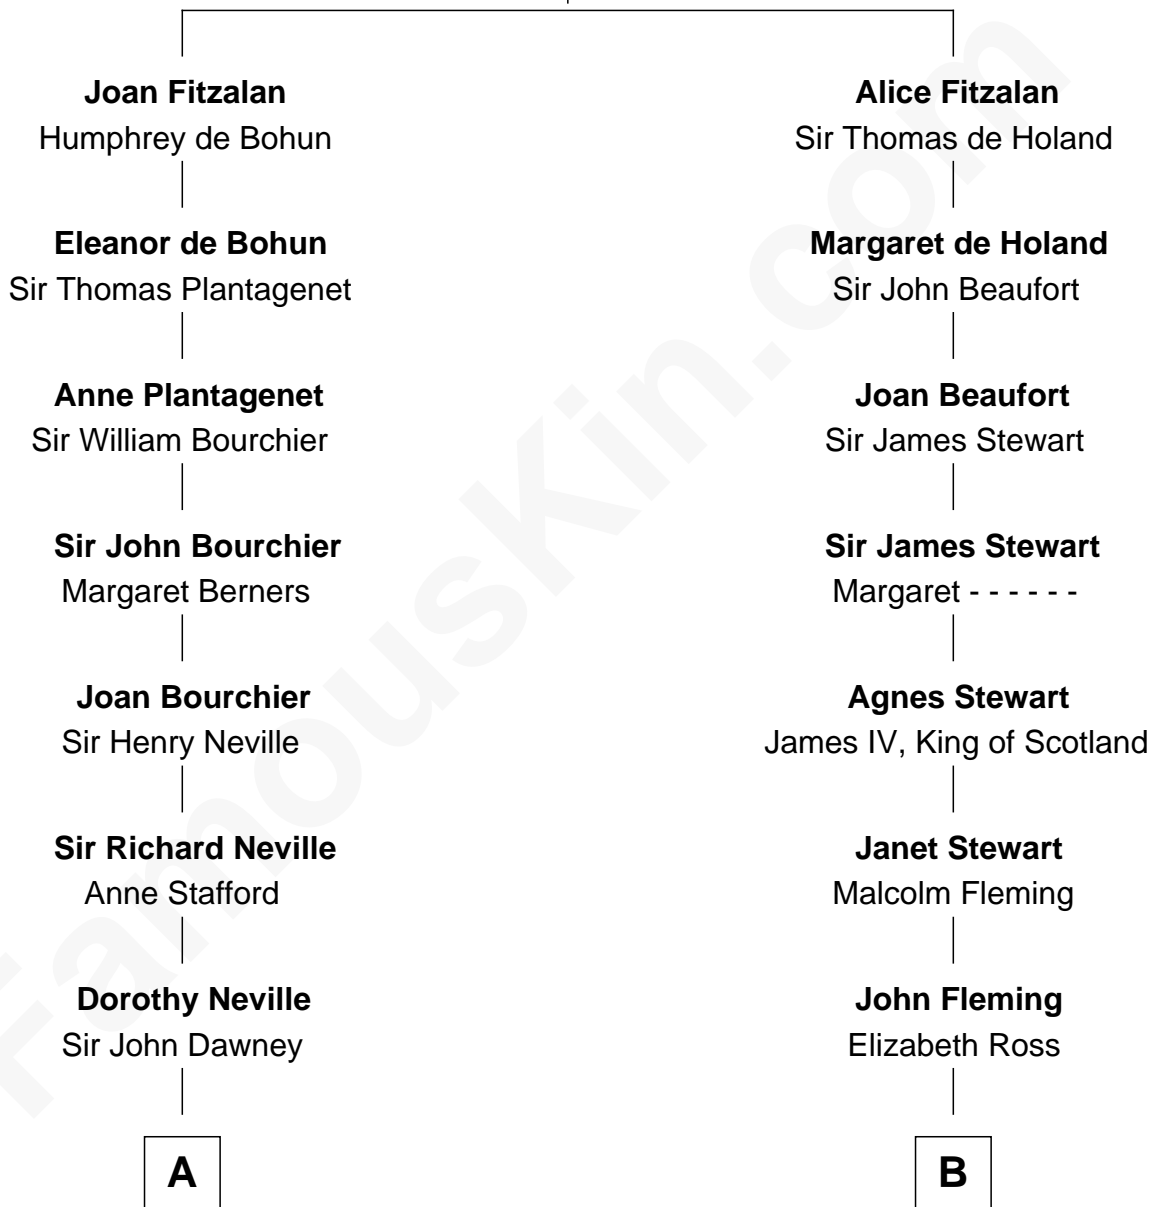 Joan Fitzalan
Humphrey de Bohun
Eleanor de Bohun
Sir Thomas Plantagenet
Anne Plantagenet
Sir William Bourchier
Sir John Bourchier
Margaret Berners
Joan Bourchier
Sir Henry Neville
Sir Richard Neville
Anne Stafford
Dorothy Neville
Sir John Dawney
A
Alice Fitzalan
Sir Thomas de Holand
Margaret de Holand
Sir John Beaufort
Joan Beaufort
Sir James Stewart
Sir James Stewart
Margaret - - - - - -
Agnes Stewart
James IV, King of Scotland
Janet Stewart
Malcolm Fleming
John Fleming
Elizabeth Ross
B
FamousKin.com